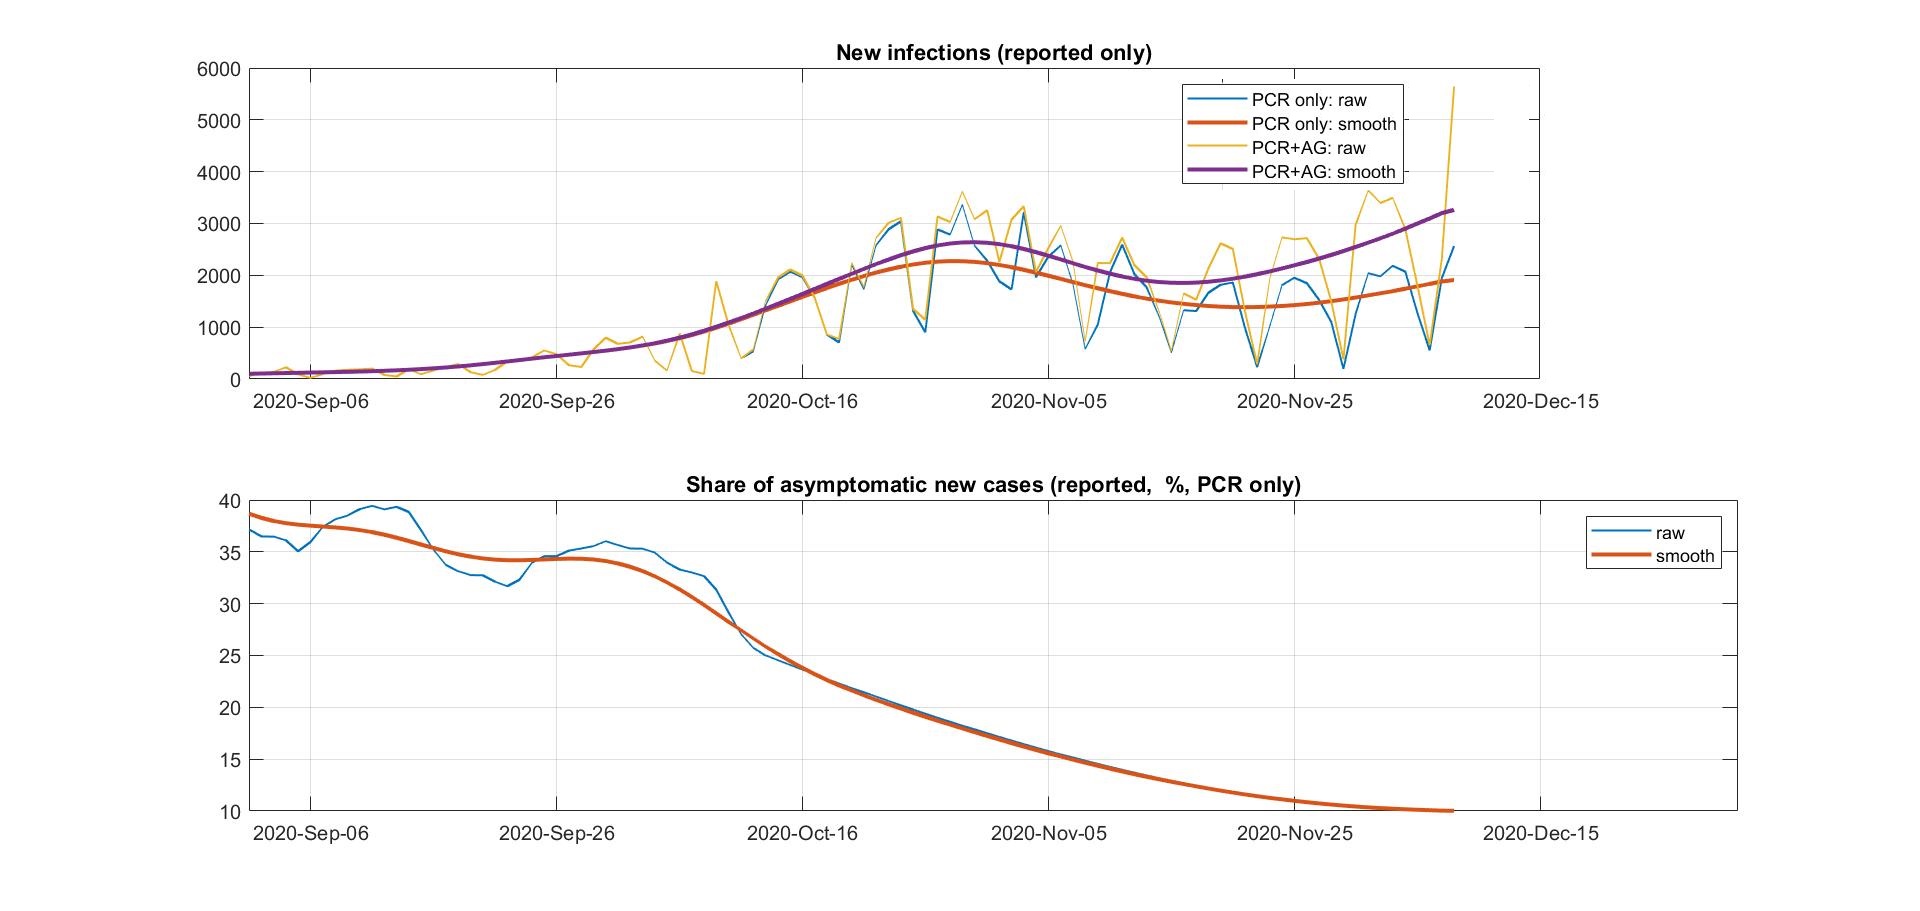 New infections (reported only)
6000
5000
4000
3000
2000
1000
0
PCR only: raw
PCR only: smooth
PCR+AG: raw
PCR+AG: smooth
2020-Sep-06 2020-Sep-26 2020-Oct-16 2020-Nov-05 2020-Nov-25 2020-Dec-15
Share of asymptomatic new cases (reported,  %, PCR only)
40
35
30
25
20
15
10
raw
smooth
2020-Sep-06 2020-Sep-26 2020-Oct-16 2020-Nov-05 2020-Nov-25 2020-Dec-15